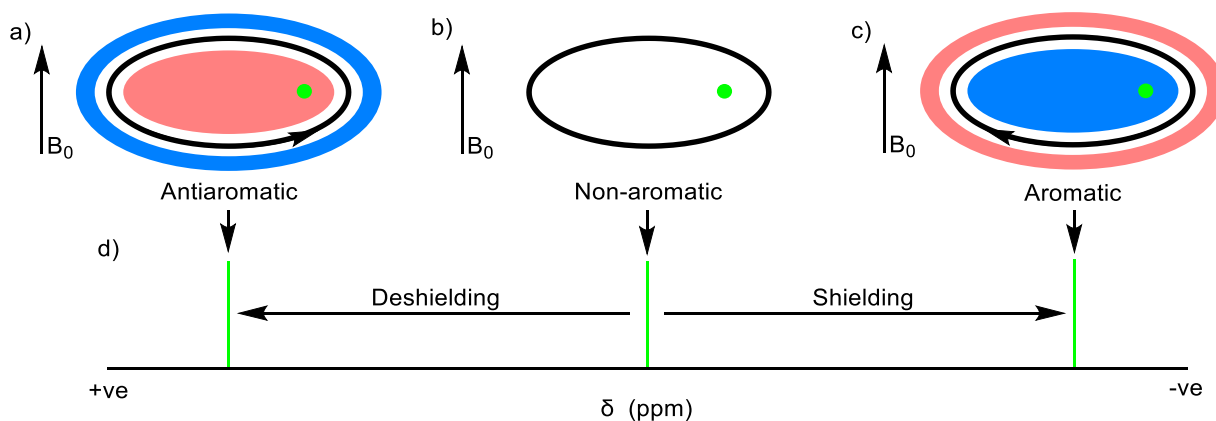 a)
b)
c)
B₀
B₀
B₀
Antiaromatic
Non-aromatic
Aromatic
d)
Deshielding
Shielding
+ve
-ve
δ (ppm)